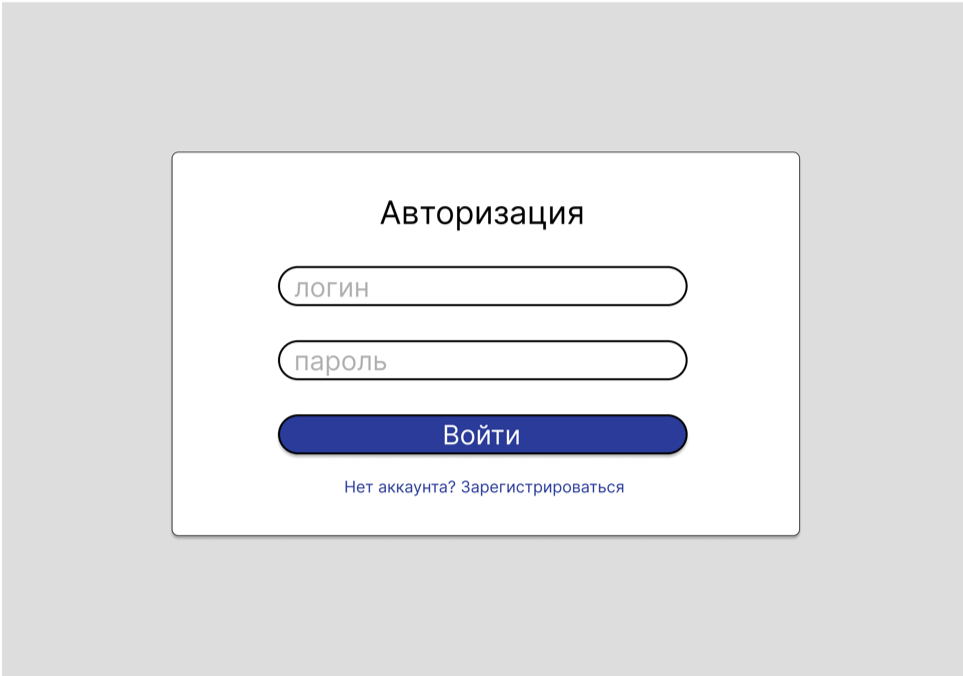 Авторизация
логин
пароль
Войти
Нет аккаунта? Зарегистрироваться